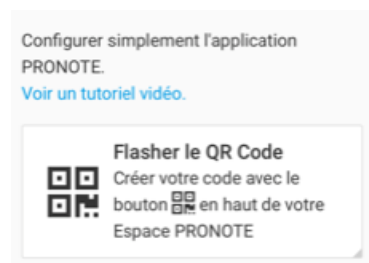 Configurer simplement l'application
PRONOTE.
Voir un tutoriel vidéo.
Flasher le QR Code
Créer votre code avec le
bouton en haut de votre
Espace PRONOTE